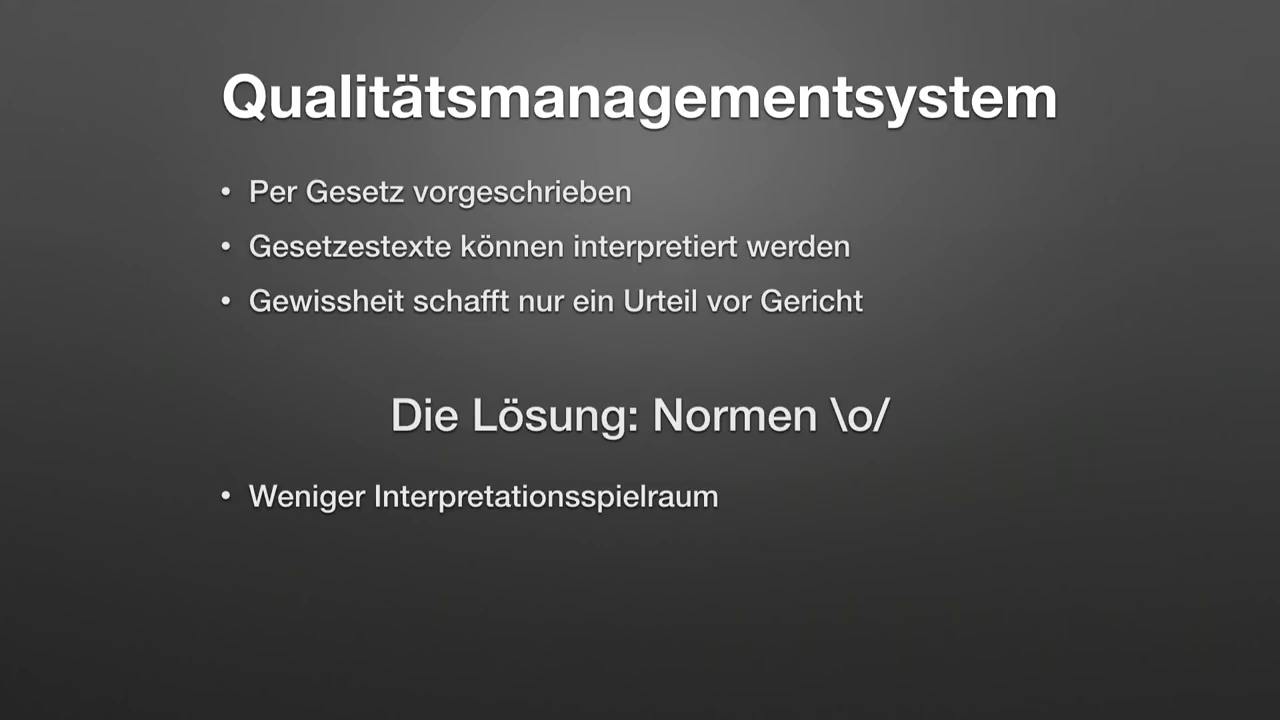 Qualitätsmanagementsystem
• Per Gesetz vorgeschrieben
• Gesetzestexte können interpretiert werden
• Gewissheit schafft nur ein Urteil vor Gericht
Die Lösung: Normen \o/
• Weniger Interpretationsspielraum